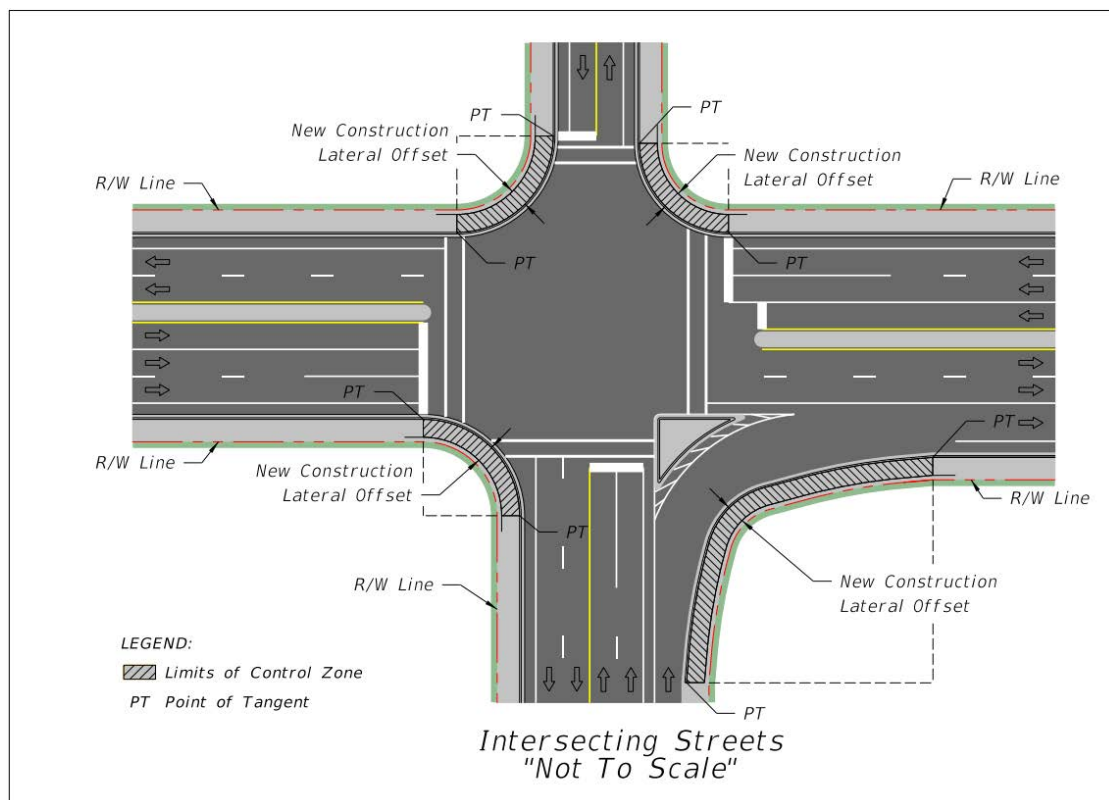 PT
PT
New Construction
Lateral Offset
New Construction
Lateral Offset
R/W Line
R/W Line
PT
PT
PT
PT
R/W Line
New Construction
Lateral Offset
R/W Line
PT
R/W Line
New Construction
Lateral Offset
LEGEND:
Limits of Control Zone
PT Point of Tangent
PT
Intersecting Streets
"Not To Scale"